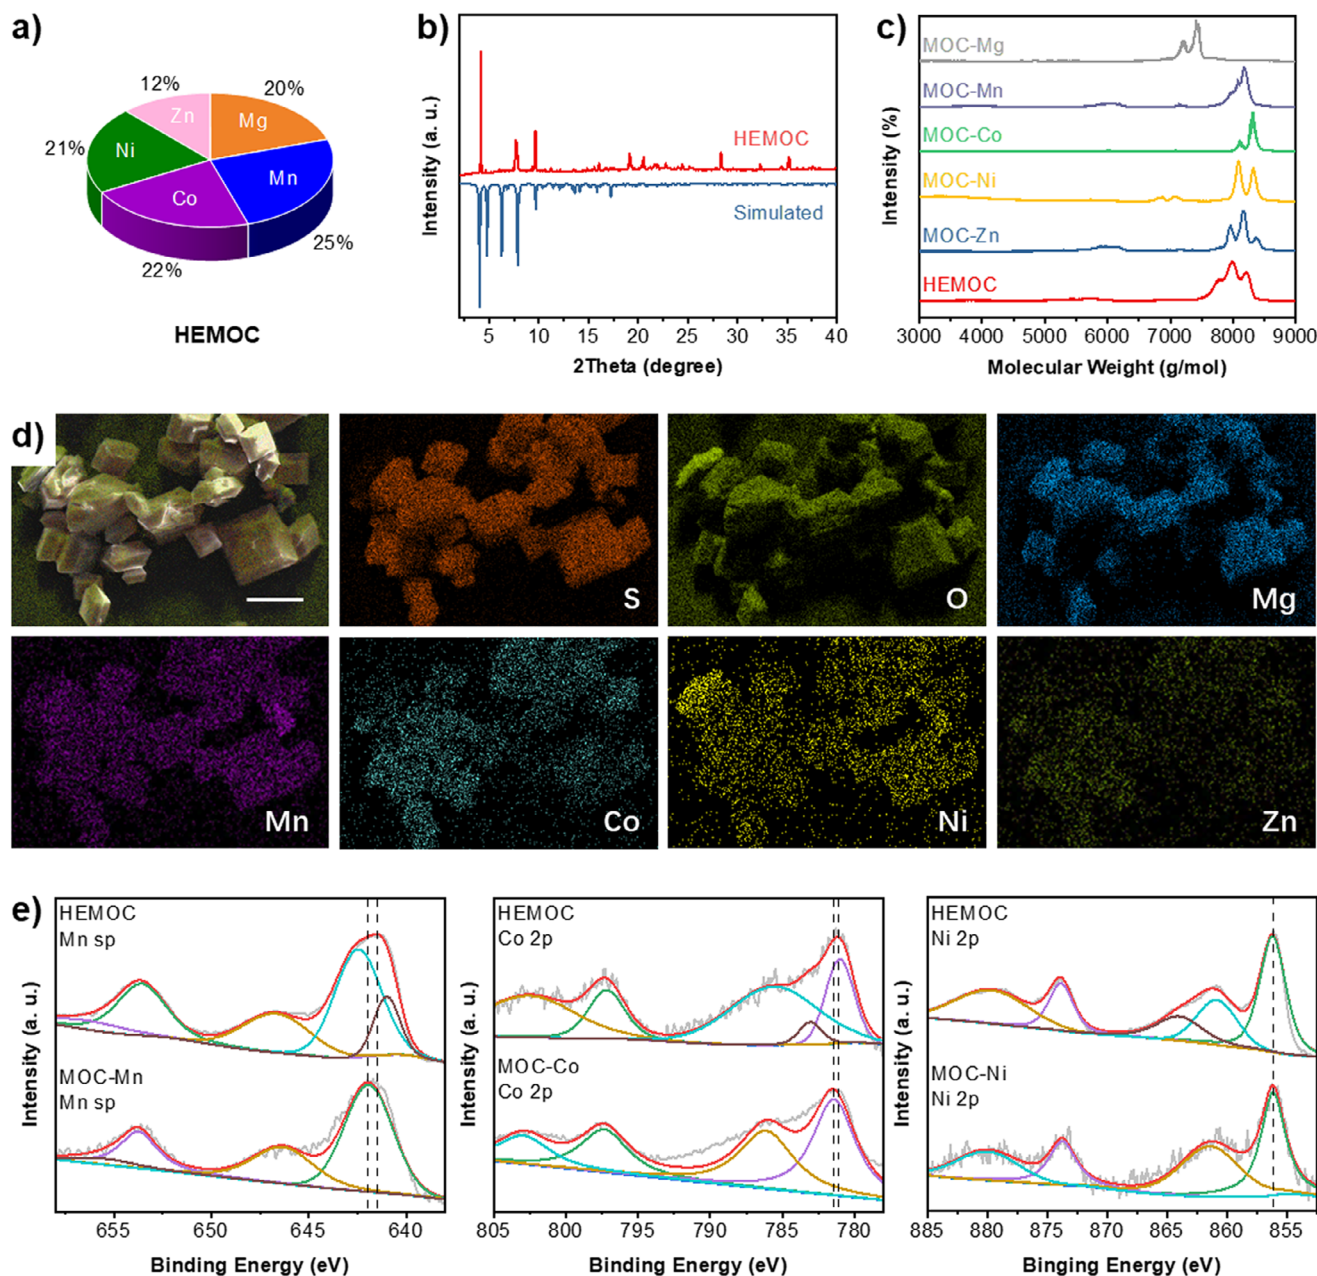 a)
12%
20%
Zn
Mg
21%
Ni
Mn
Co
25%
22%
HEMOC
b)
Intensity (a. u.)
HEMOC
Simulated
5 10 15 20 25 30 35 40
2Theta (degree)
c)
Intensity (%)
MOC-Mg
MOC-Mn
MOC-Co
MOC-Ni
MOC-Zn
HEMOC
3000 4000 5000 6000 7000 8000 9000
Molecular Weight (g/mol)
d)
S
O
Mg
Mn
Co
Ni
Zn
e)
Intensity (a. u.)
HEMOC
Mn sp
MOC-Mn
Mn sp
655 650 645 640
Binding Energy (eV)
Intensity (a. u.)
HEMOC
Co 2p
MOC-Co
Co 2p
805 800 795 790 785 780
Binding Energy (eV)
Intensity (a. u.)
HEMOC
Ni 2p
MOC-Ni
Ni 2p
885 880 875 870 865 860 855
Binging Energy (eV)